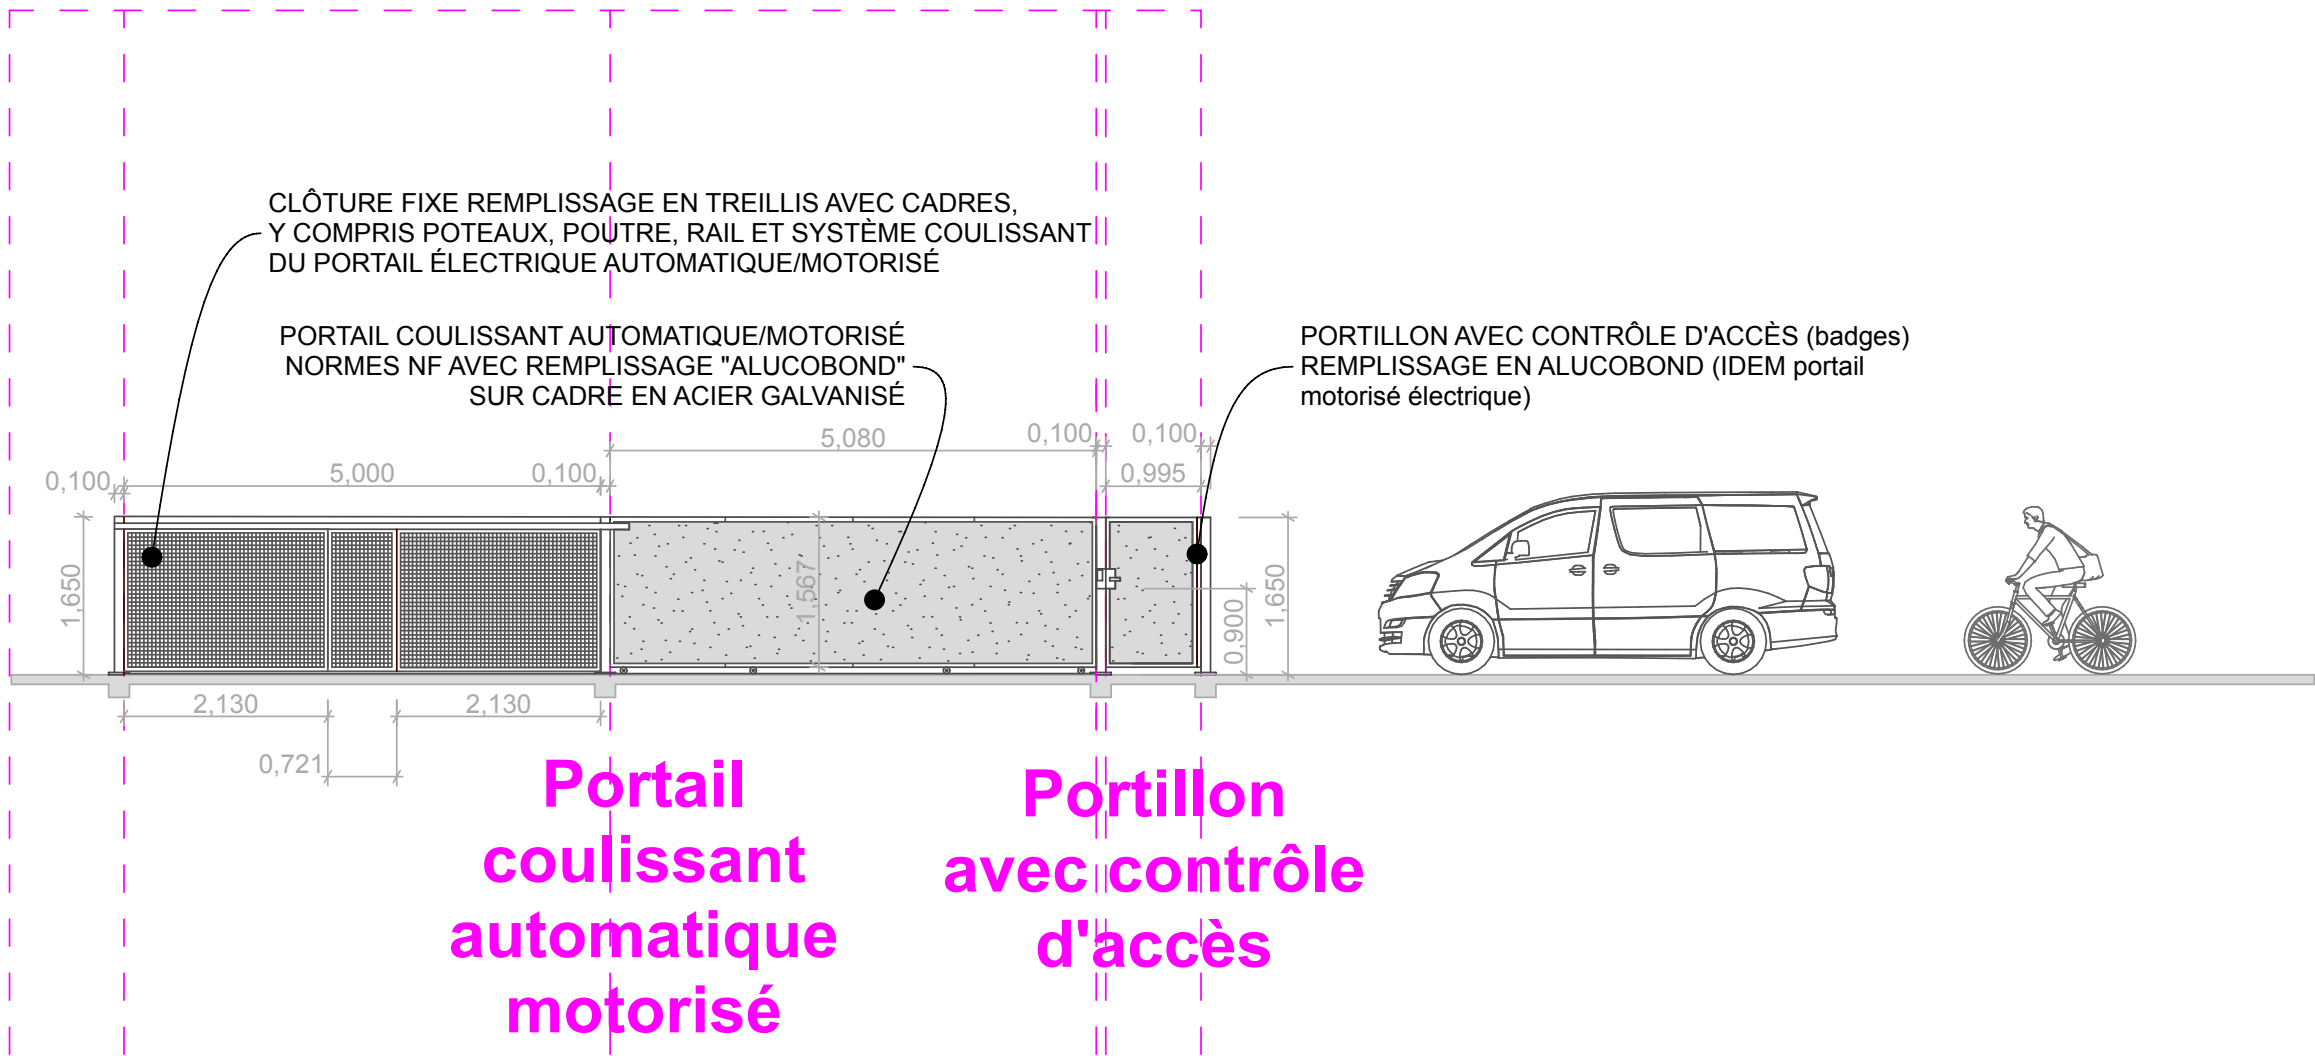 CLÔTURE FIXE REMPLISSAGE EN TREILLIS AVEC CADRES,
Y COMPRIS POTEAUX, POUTRE, RAIL ET SYSTÈME COULISSANT
DU PORTAIL ÉLECTRIQUE AUTOMATIQUE/MOTORISÉ
PORTAIL COULISSANT AUTOMATIQUE/MOTORISÉ
NORMES NF AVEC REMPLISSAGE "ALUCOBOND"
SUR CADRE EN ACIER GALVANISÉ
PORTILLON AVEC CONTRÔLE D'ACCÈS (badges)
REMPLISSAGE EN ALUCOBOND (IDEM portail
motorisé électrique)
5,080
0,100
0,100
0,100
5,000
0,100
0,995
1,650
1,567
0,900
1,650
2,130
2,130
0,721
Portail
coulissant
automatique
motorisé
Portillon
avec contrôle
d'accès